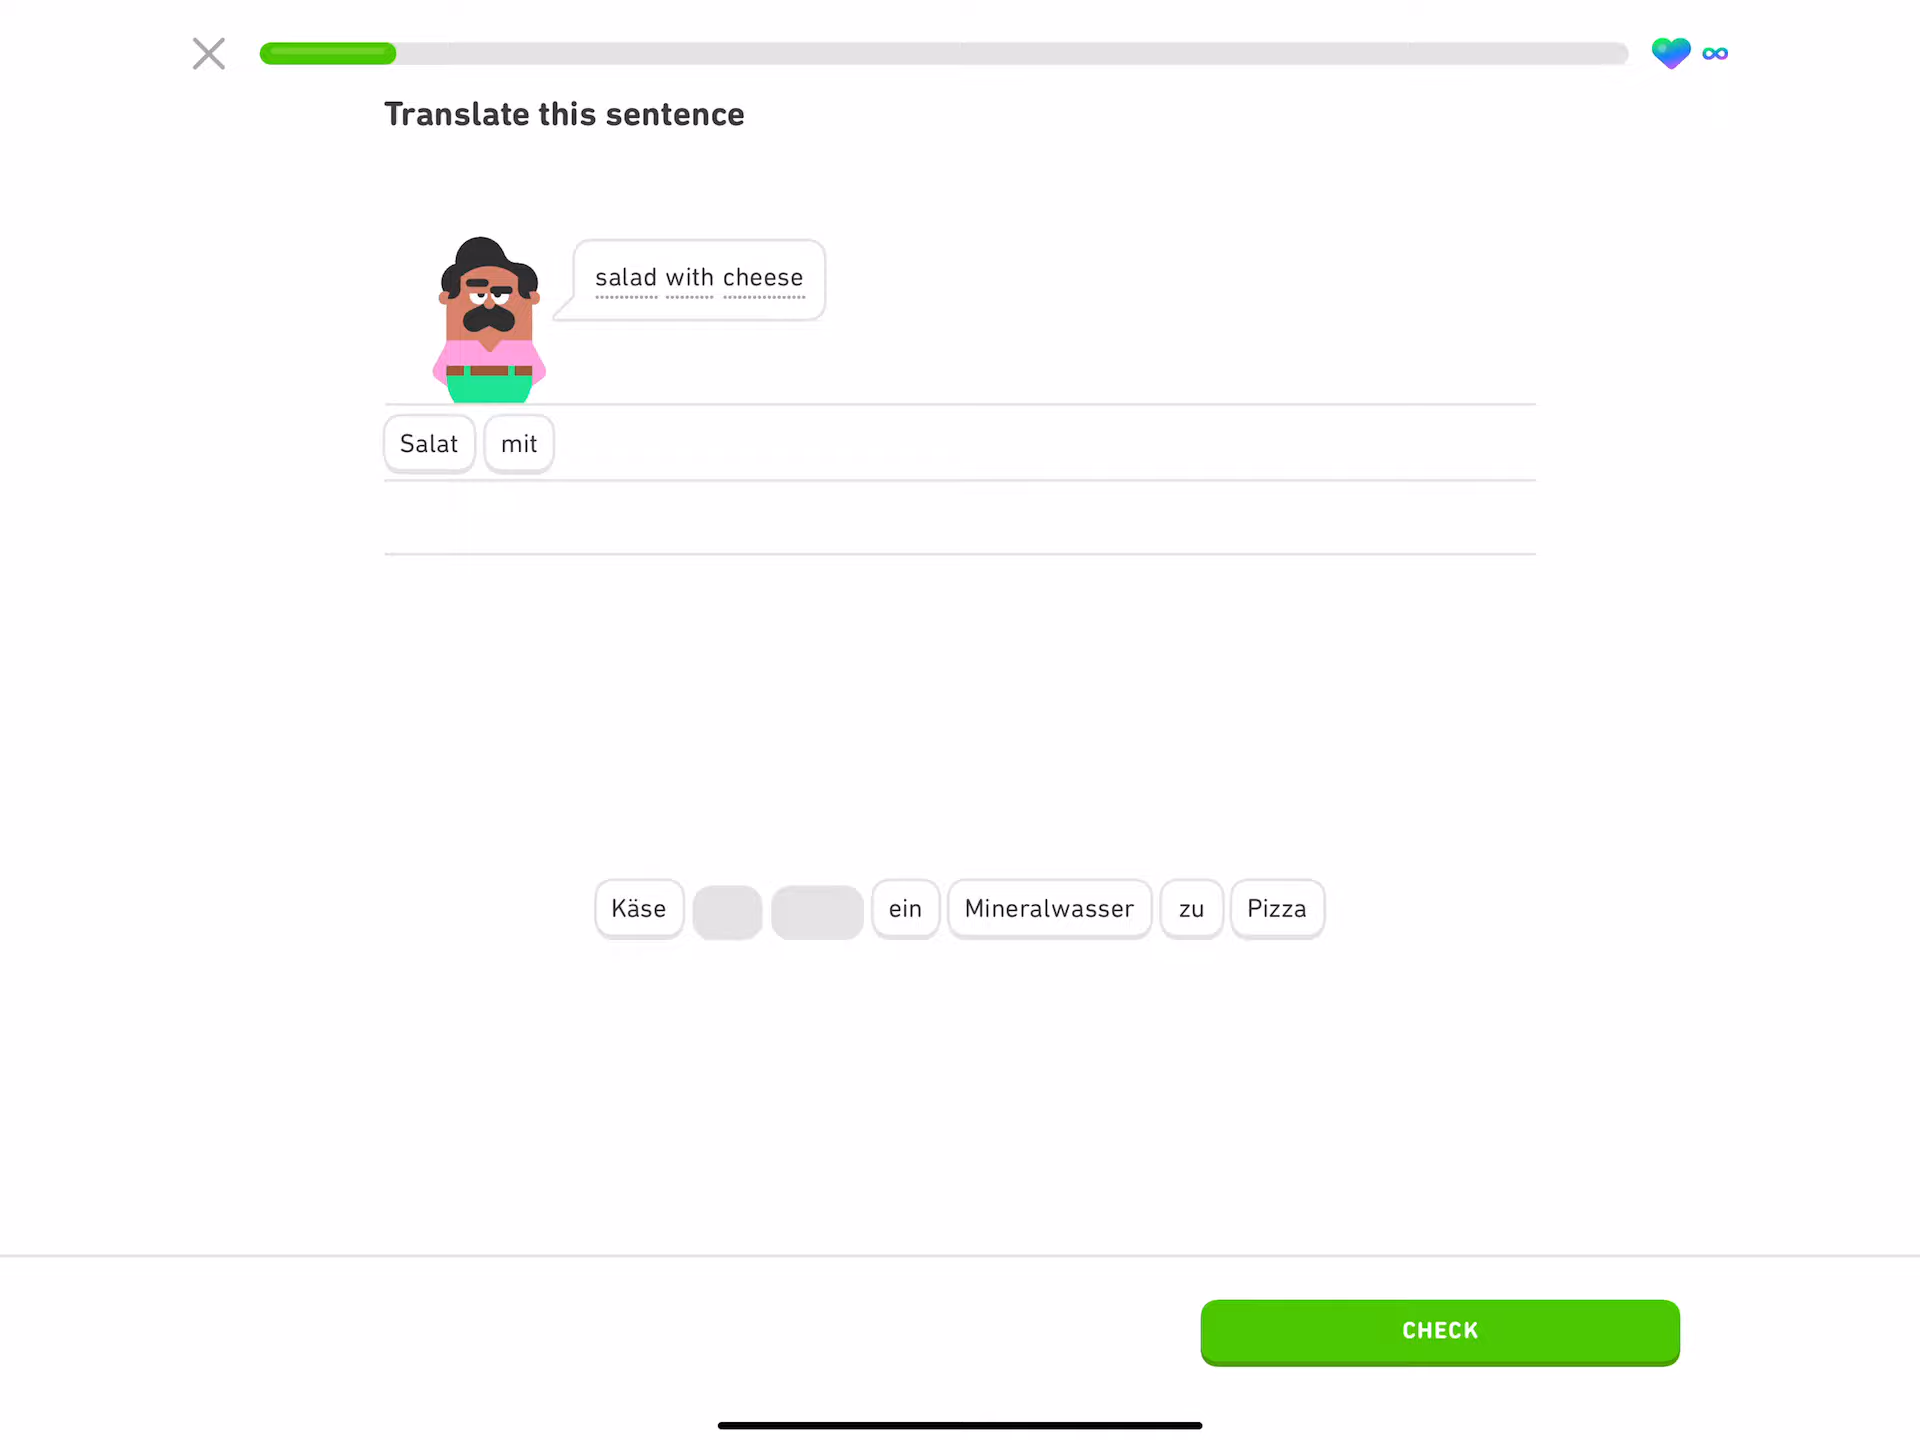 Translate this sentence
salad with cheese
Salat mit
Käse ein Mineralwasser zu Pizza
CHECK